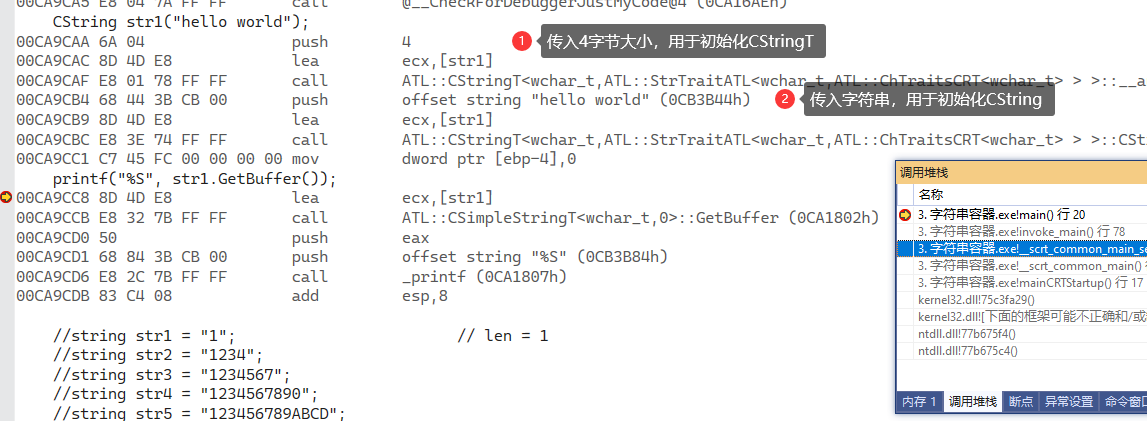 00CA9CA5 E8 04 7A FF FF call @__CheckForDebuggerJustMyCode@4 (0CA16AEh)
CString str1("hello world");
00CA9CAA 6A 04 push 4
1 传入4字节大小，用于初始化CStringT
00CA9CAC 8D 4D E8 lea ecx,[str1]
00CA9CAF E8 01 78 FF FF call ATL::CStringT<wchar_t,ATL::StrTraitATL<wchar_t,ATL::ChTraitsCRT<wchar_t> > >::__a
00CA9CB4 68 44 3B CB 00 push offset string "hello world" (0CB3B44h)
2 传入字符串，用于初始化CString
00CA9CB9 8D 4D E8 lea ecx,[str1]
00CA9CBC E8 3E 74 FF FF call ATL::CStringT<wchar_t,ATL::StrTraitATL<wchar_t,ATL::ChTraitsCRT<wchar_t> > >::CSt
00CA9CC1 C7 45 FC 00 00 00 00 mov dword ptr [ebp-4],0
printf("%S", str1.GetBuffer());
00CA9CC8 8D 4D E8 lea ecx,[str1]
00CA9CCB E8 32 7B FF FF call ATL::CSimpleStringT<wchar_t,0>::GetBuffer (0CA1802h)
00CA9CD0 50 push eax
00CA9CD1 68 84 3B CB 00 push offset string "%S" (0CB3B84h)
00CA9CD6 E8 2C 7B FF FF call _printf (0CA1807h)
00CA9CDB 83 C4 08 add esp,8
//string str1 = "1"; // len = 1
//string str2 = "1234";
//string str3 = "1234567";
//string str4 = "1234567890";
//string str5 = "123456789ABCD";
调用堆栈
名称
3. 字符串容器.exe!main() 行 20
3. 字符串容器.exe!invoke_main() 行 78
3. 字符串容器.exe!__scrt_common_main_se
3. 字符串容器.exe!__scrt_common_main() 行
3. 字符串容器.exe!mainCRTStartup() 行 17
kernel32.dll!75c3fa29()
kernel32.dll![下面的框架可能不正确和/或
ntdll.dll!77b675f4()
ntdll.dll!77b675c4()
内存 1 调用堆栈 断点 异常设置 命令窗口